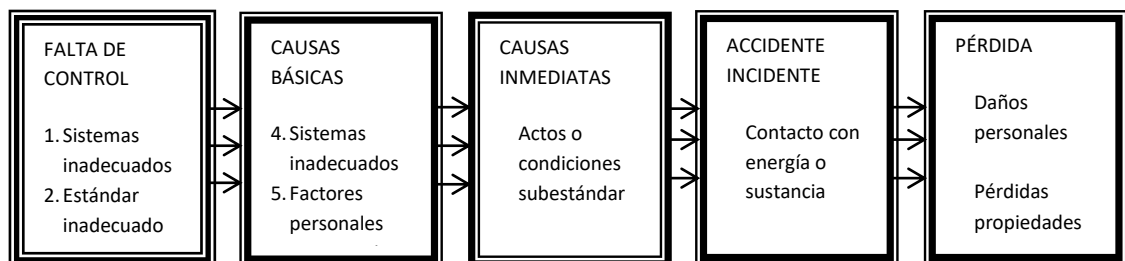 FALTA DE
CONTROL
1. Sistemas
inadecuados
2. Estándar
inadecuado
CAUSAS
BÁSICAS
4. Sistemas
inadecuados
5. Factores
personales
CAUSAS
INMEDIATAS
Actos o
condiciones
subestándar
ACCIDENTE
INCIDENTE
Contacto con
energía o
sustancia
PÉRDIDA
Daños
personales
Pérdidas
propiedades